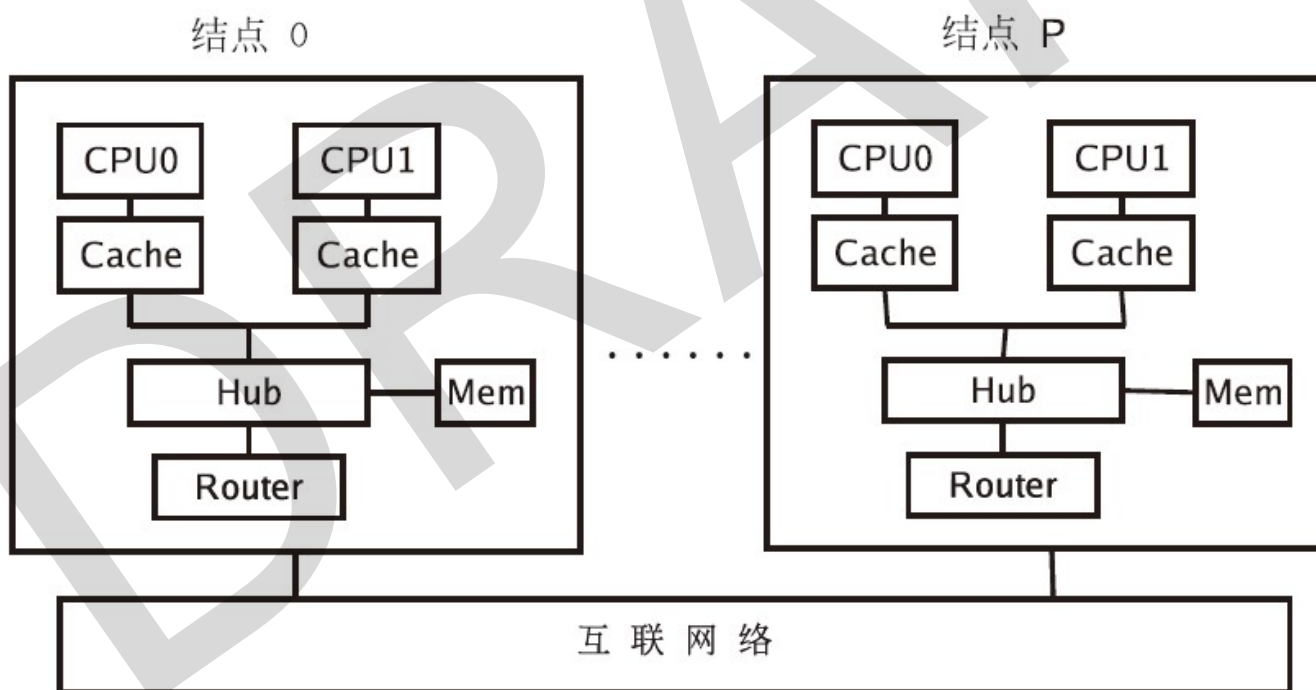 结点 0
结点 P
CPU0
CPU1
Cache
Cache
Hub
Mem
Router
......
CPU0
CPU1
Cache
Cache
Hub
Mem
Router
互联网络
DRA